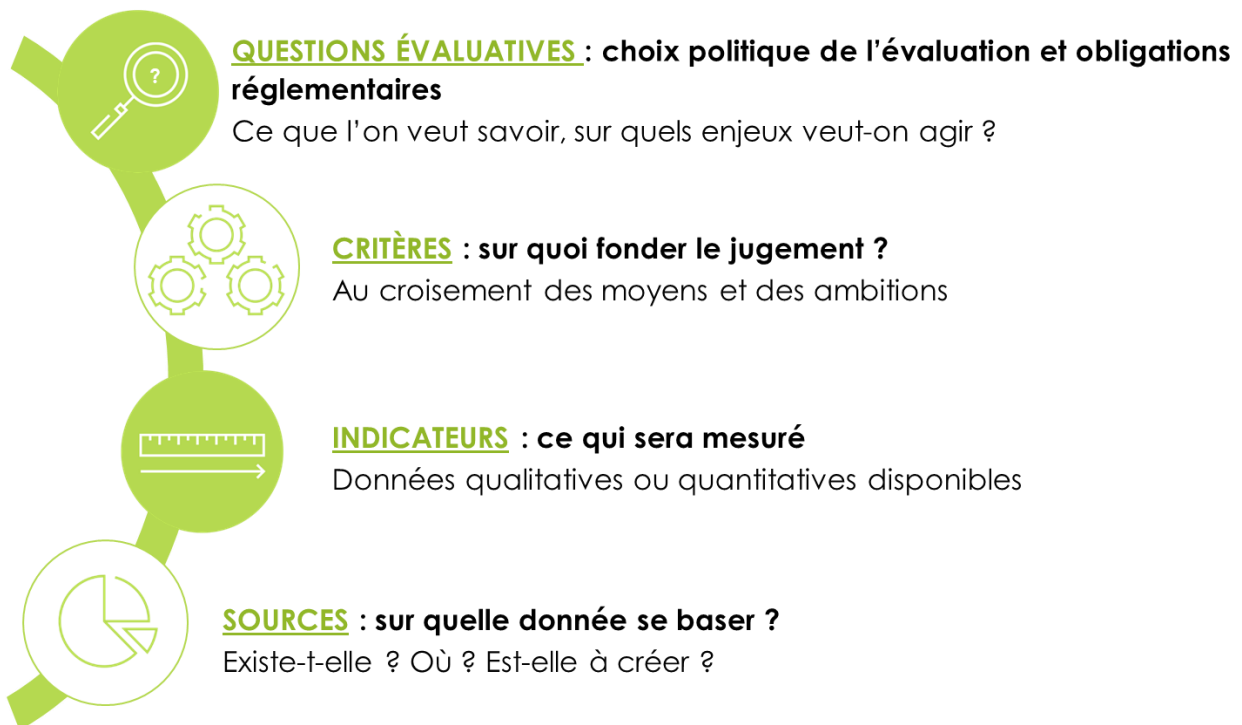 ?
QUESTIONS ÉVALUATIVES : choix politique de l’évaluation et obligations
réglementaires
Ce que l’on veut savoir, sur quels enjeux veut-on agir ?
CRITÈRES : sur quoi fonder le jugement ?
Au croisement des moyens et des ambitions
INDICATEURS : ce qui sera mesuré
Données qualitatives ou quantitatives disponibles
SOURCES : sur quelle donnée se baser ?
Existe-t-elle ? Où ? Est-elle à créer ?